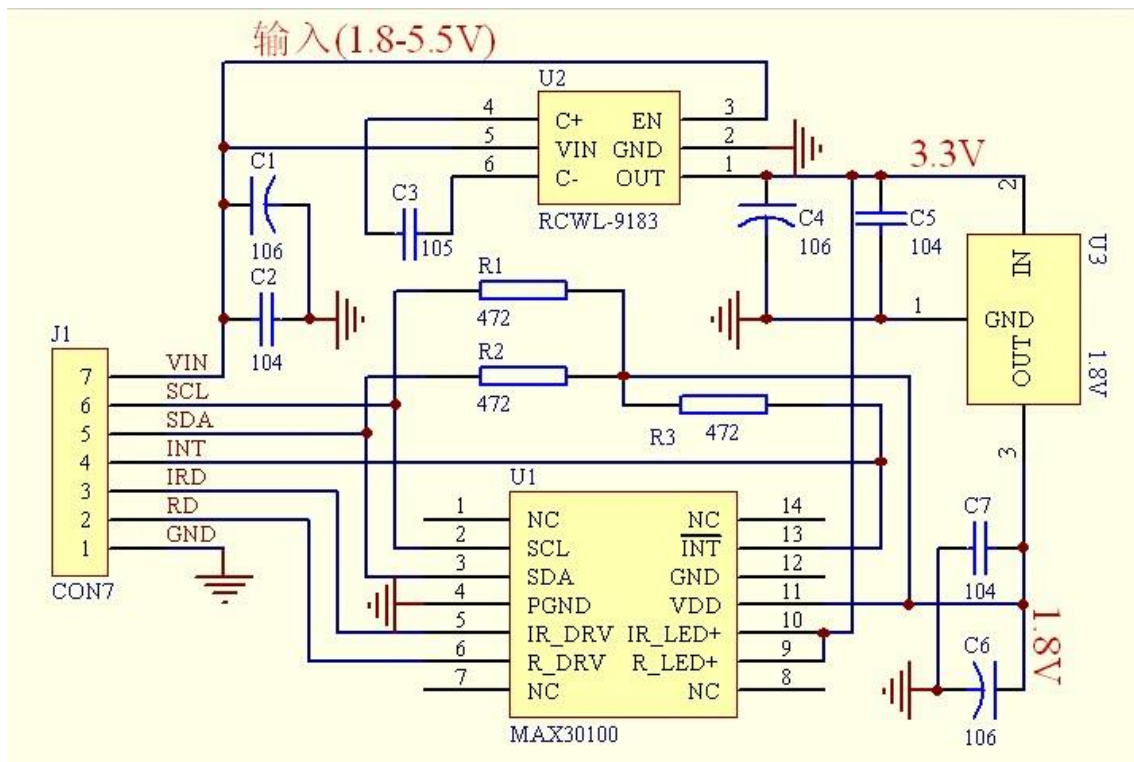 输入(1.8-5.5V)
U2
4 C+ EN 3
5 VIN GND 2
6 C- OUT 1
RCWL-9183
3.3V
C1
106
C2
104
C3
105
C4
106
C5
104
2
IN
U3
1 GND
OUT
1.8V
3
R1
472
R2
472
R3
472
J1
7 VIN
6 SCL
5 SDA
4 INT
3 IRD
2 RD
1 GND
CON7
U1
1 NC NC 14
2 SCL INT 13
3 SDA GND 12
4 PGND VDD 11
5 IR_DRV IR_LED+ 10
6 R_DRV R_LED+ 9
7 NC NC 8
MAX30100
C7
104
1.8V
C6
106